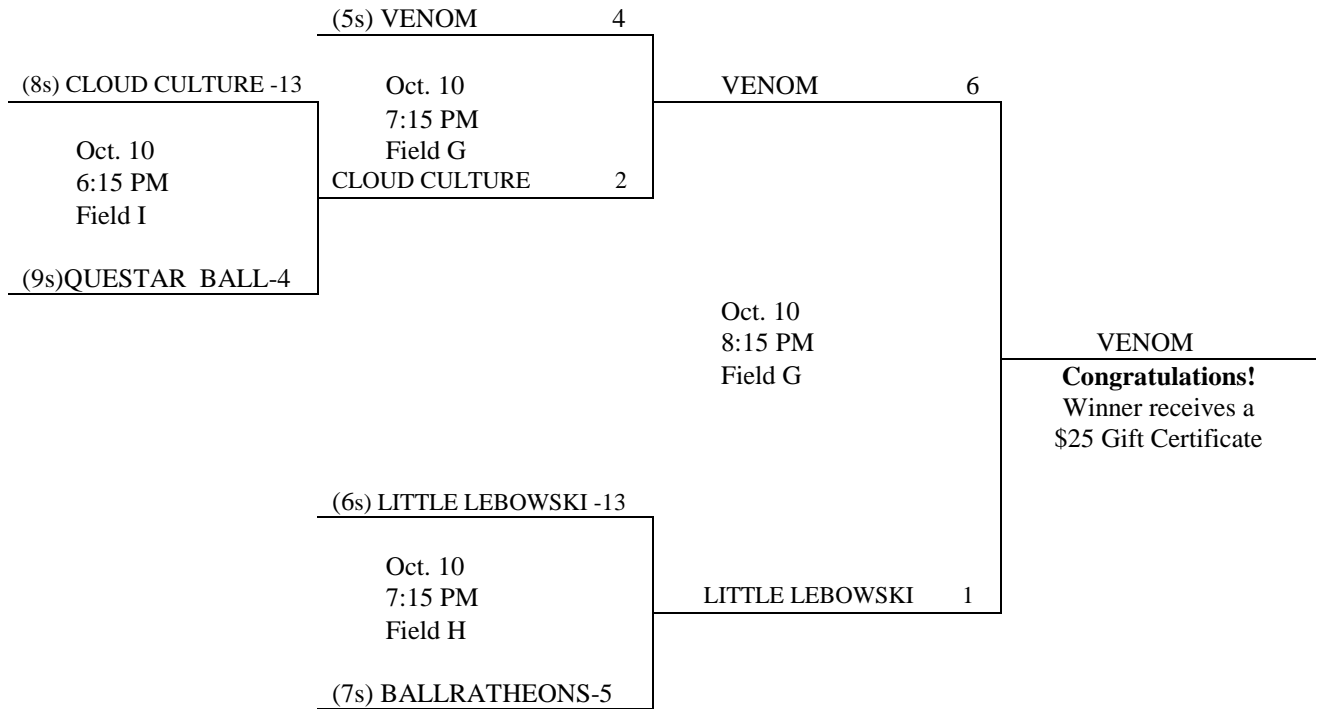 (5s) VENOM 4
(8s) CLOUD CULTURE -13
Oct. 10
7:15 PM
Field G
VENOM 6
Oct. 10
6:15 PM
Field I
CLOUD CULTURE 2
(9s)QUESTAR BALL-4
Oct. 10
8:15 PM
Field G
VENOM
Congratulations!
Winner receives a
$25 Gift Certificate
(6s) LITTLE LEBOWSKI -13
Oct. 10
7:15 PM
Field H
LITTLE LEBOWSKI 1
(7s) BALLRATHEONS-5